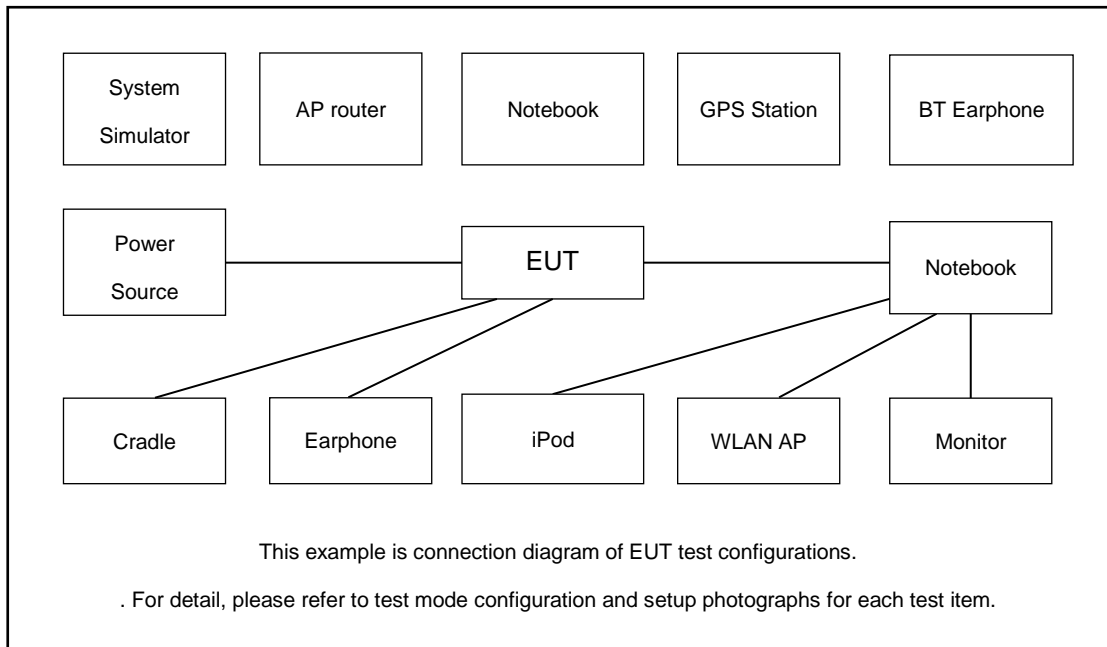 System
Simulator
AP router
Notebook
GPS Station
BT Earphone
Power
Source
EUT
Notebook
Cradle
Earphone
iPod
WLAN AP
Monitor
This example is connection diagram of EUT test configurations.
. For detail, please refer to test mode configuration and setup photographs for each test item.